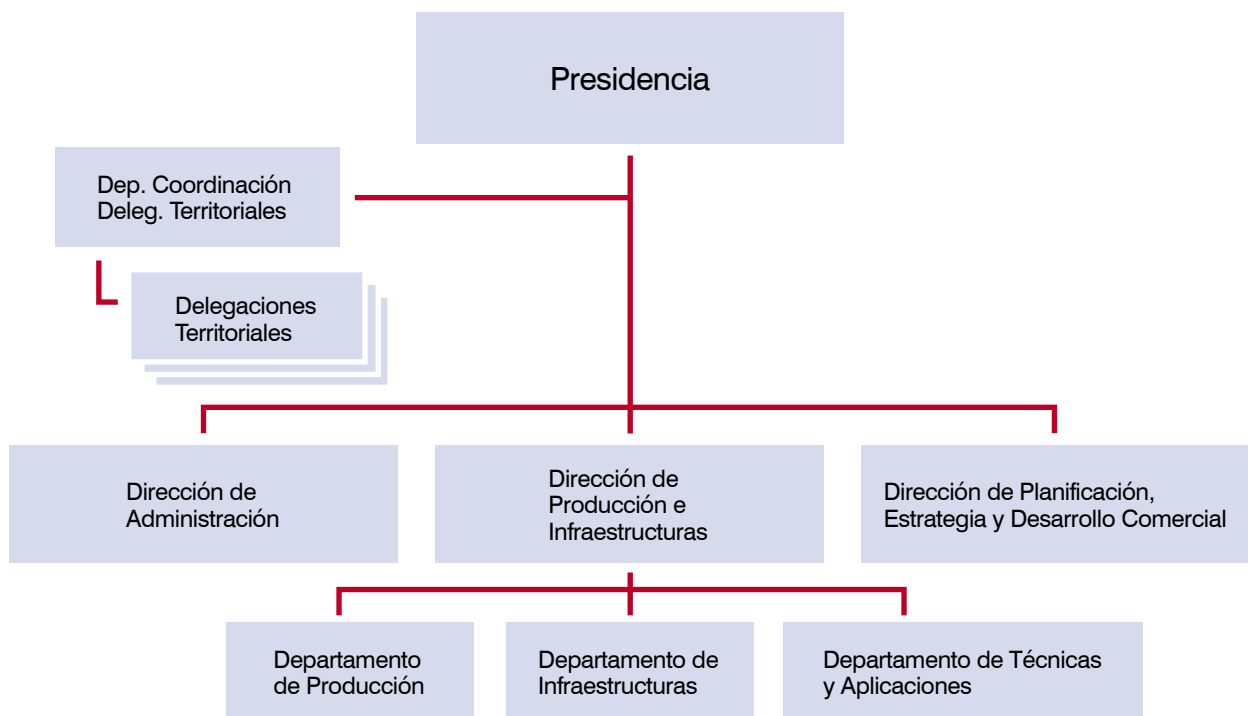 Presidencia
Dep. Coordinación
Deleg. Territoriales
Delegaciones
Territoriales
Dirección de
Administración
Dirección de
Producción e
Infraestructuras
Dirección de Planificación,
Estrategia y Desarrollo Comercial
Departamento
de Producción
Departamento de
Infraestructuras
Departamento de Técnicas
y Aplicaciones